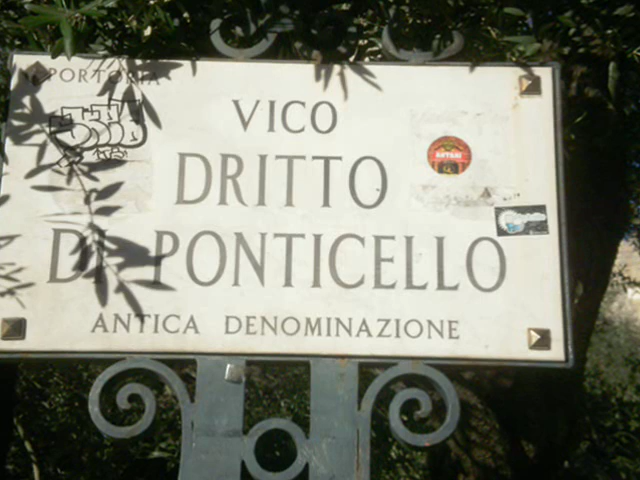 PORTORIA
VICO
DRITTO
DI PONTICELLO
ANTICA DENOMINAZIONE